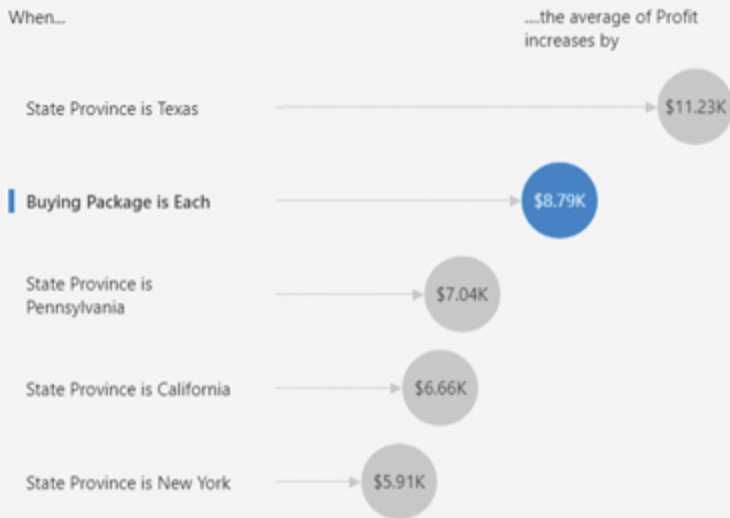 When...
....the average of Profit
increases by
State Province is Texas
$11.23K
Buying Package is Each
$8.79K
State Province is
Pennsylvania
$7.04K
State Province is California
$6.66K
State Province is New York
$5.91K